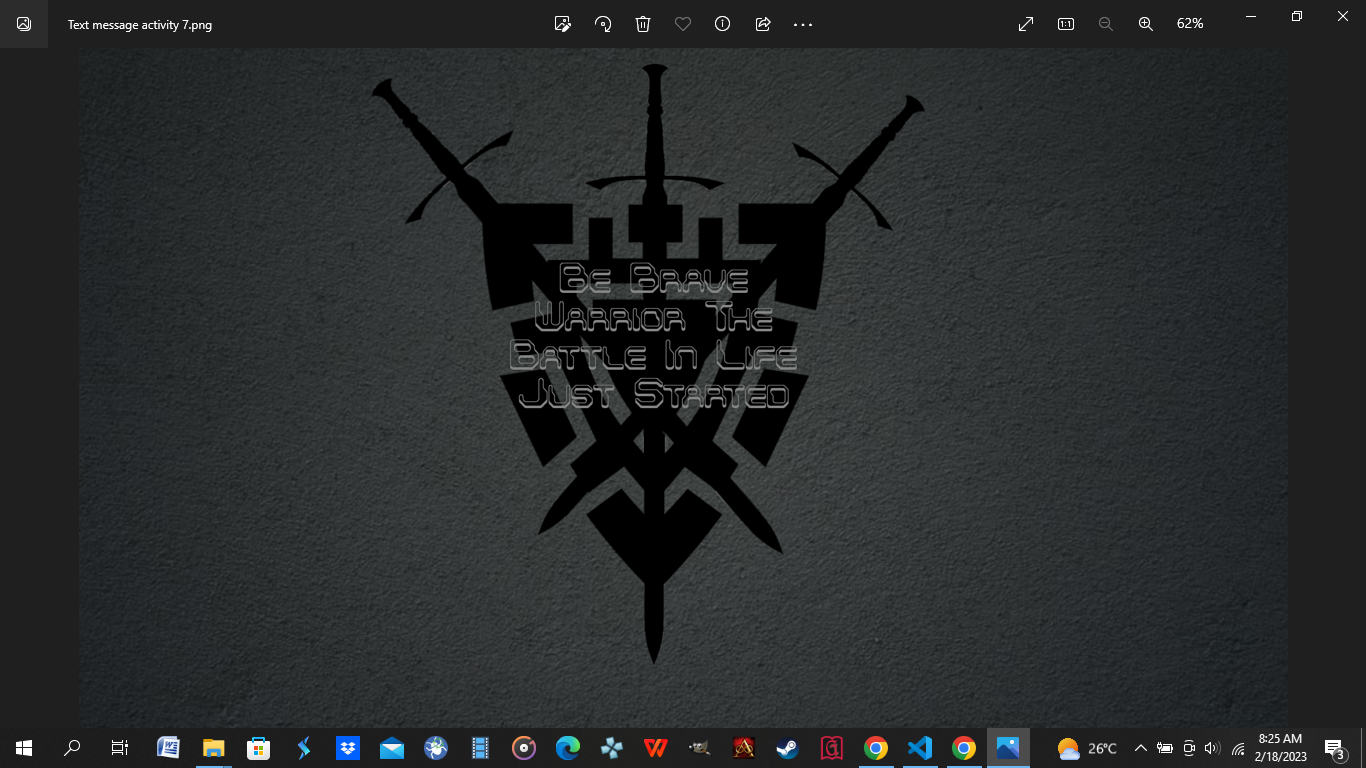 Text message activity 7.png
62%
Be Brave
Warrior The
Battle In Life
Just Started
26°C
8:25 AM
2/18/2023
3